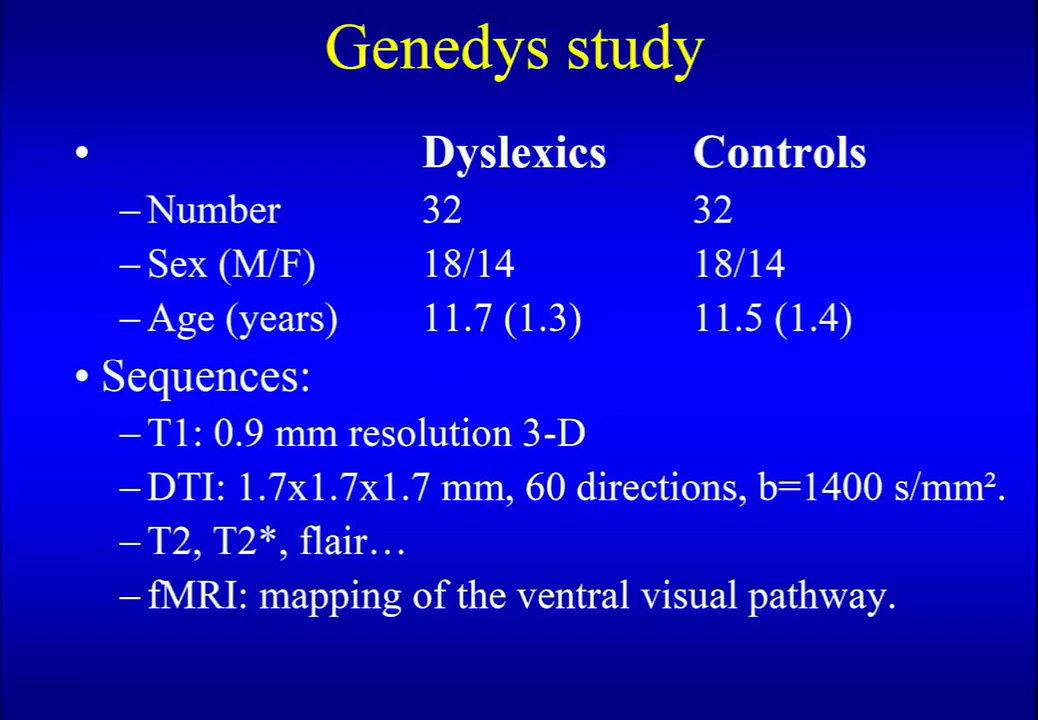 Genedys study
• Dyslexics Controls
– Number 32 32
– Sex (M/F) 18/14 18/14
– Age (years) 11.7 (1.3) 11.5 (1.4)
• Sequences:
– T1: 0.9 mm resolution 3-D
– DTI: 1.7x1.7x1.7 mm, 60 directions, b=1400 s/mm².
– T2, T2*, flair…
– fMRI: mapping of the ventral visual pathway.